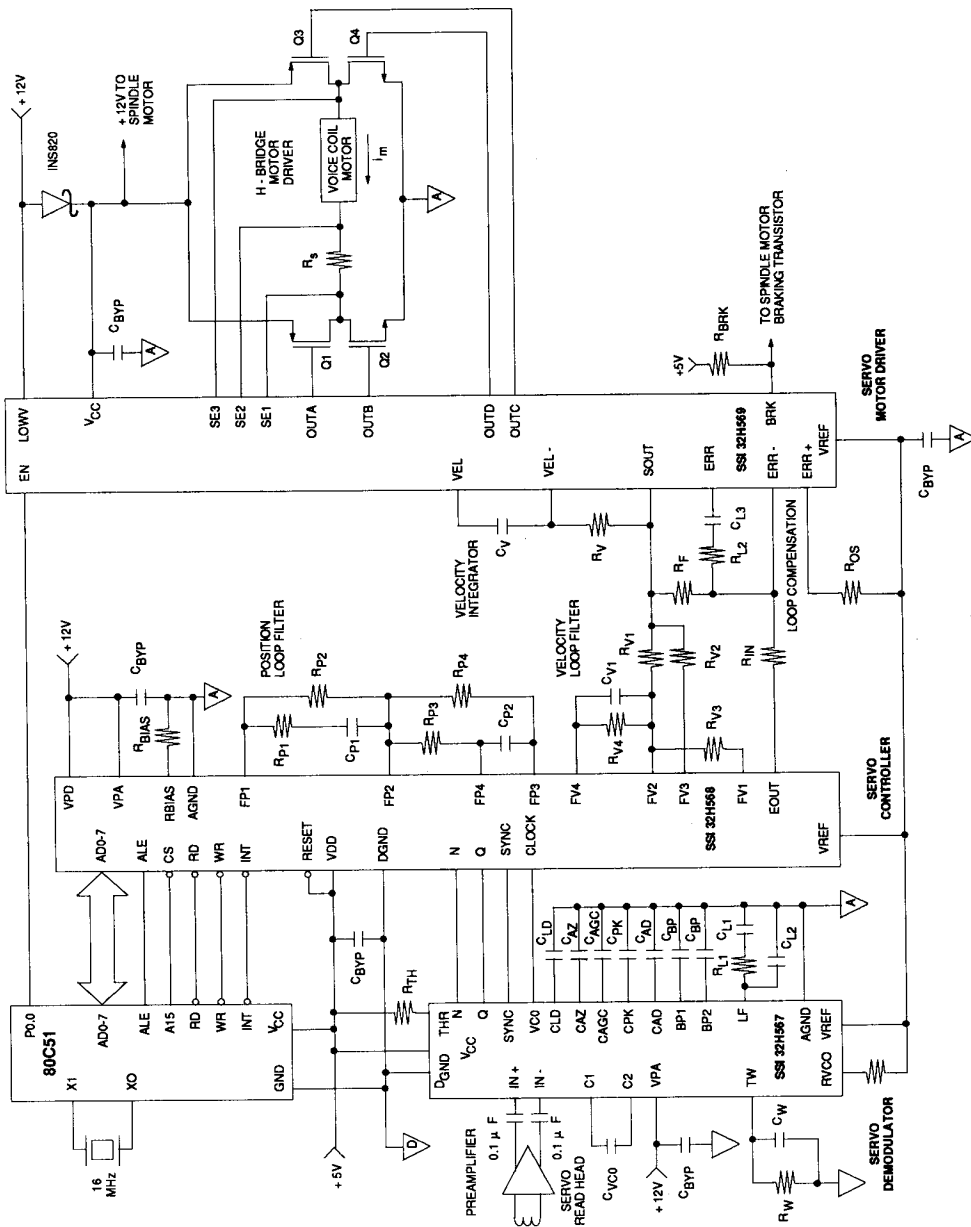 16
MHz
X1
XO
80C51
P0.0
AD0-7
ALE
A15
RD
WR
INT
VCC
GND
+ 5V
D
VPD
AD0-7
VPA
ALE
CS
RBIAS
RD
AGND
WR
INT
RESET
VDD
DGND
N
Q
SYNC
CLOCK
FP1
FP2
FP4
FP3
FV4
FV2
FV3
FV1
EOUT
SSI 32H568
VREF
SERVO
CONTROLLER
+ 12V
CBYP
RBIAS
A
POSITION
LOOP FILTER
RP1
RP2
CP1
RP3
RP4
CP2
VELOCITY
LOOP FILTER
RV4
CV1
RV1
RV2
RV3
RIN
CBYP
RTH
PREAMPLIFIER
0.1 µ F
0.1 µ F
SERVO
READ HEAD
CVC0
+12V
CBYP
RW
CW
SERVO
DEMODULATOR
DGND
VCC
THR
IN +
IN -
N
Q
SYNC
VC0
C1
C2
CLD
CAZ
CAGC
CPK
VPA
CAD
BP1
BP2
TW
LF
AGND
SSI 32H567
RVCO
VREF
CLD
CAZ
CAGC
CPK
CAD
CBP
CBP
RL1
CL1
CL2
A
EN
LOWV
VCC
SE3
SE2
SE1
OUTA
OUTB
OUTD
OUTC
VEL
VEL -
SOUT
ERR
SSI 32H569
ERR -
BRK
ERR +
VREF
SERVO
MOTOR DRIVER
VELOCITY
INTEGRATOR
CV
RV
RF
RL2
CL3
LOOP COMPENSATION
ROS
CBYP
A
+ 12V
INS820
+ 12V TO
SPINDLE
MOTOR
CBYP
A
H - BRIDGE
MOTOR
DRIVER
VOICE COIL
MOTOR
im
Rs
Q1
Q2
Q3
Q4
A
+5V
RBRK
TO SPINDLE MOTOR
BRAKING TRANSISTOR